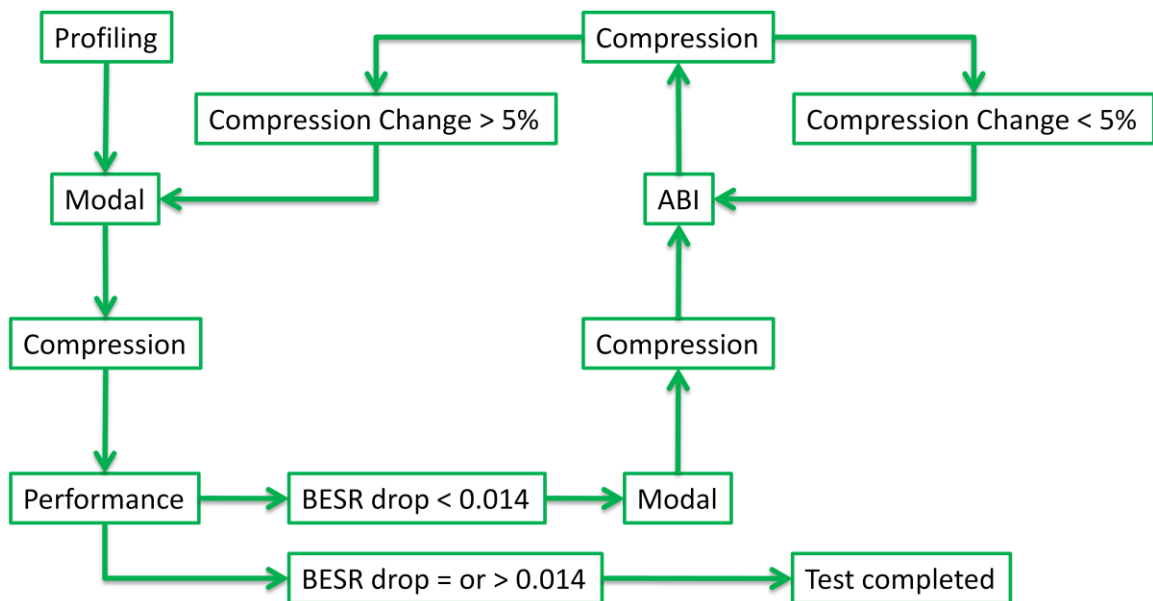 Profiling
Compression
Compression Change > 5%
Compression Change < 5%
Modal
ABI
Compression
Compression
Performance
BESR drop < 0.014
Modal
BESR drop = or > 0.014
Test completed